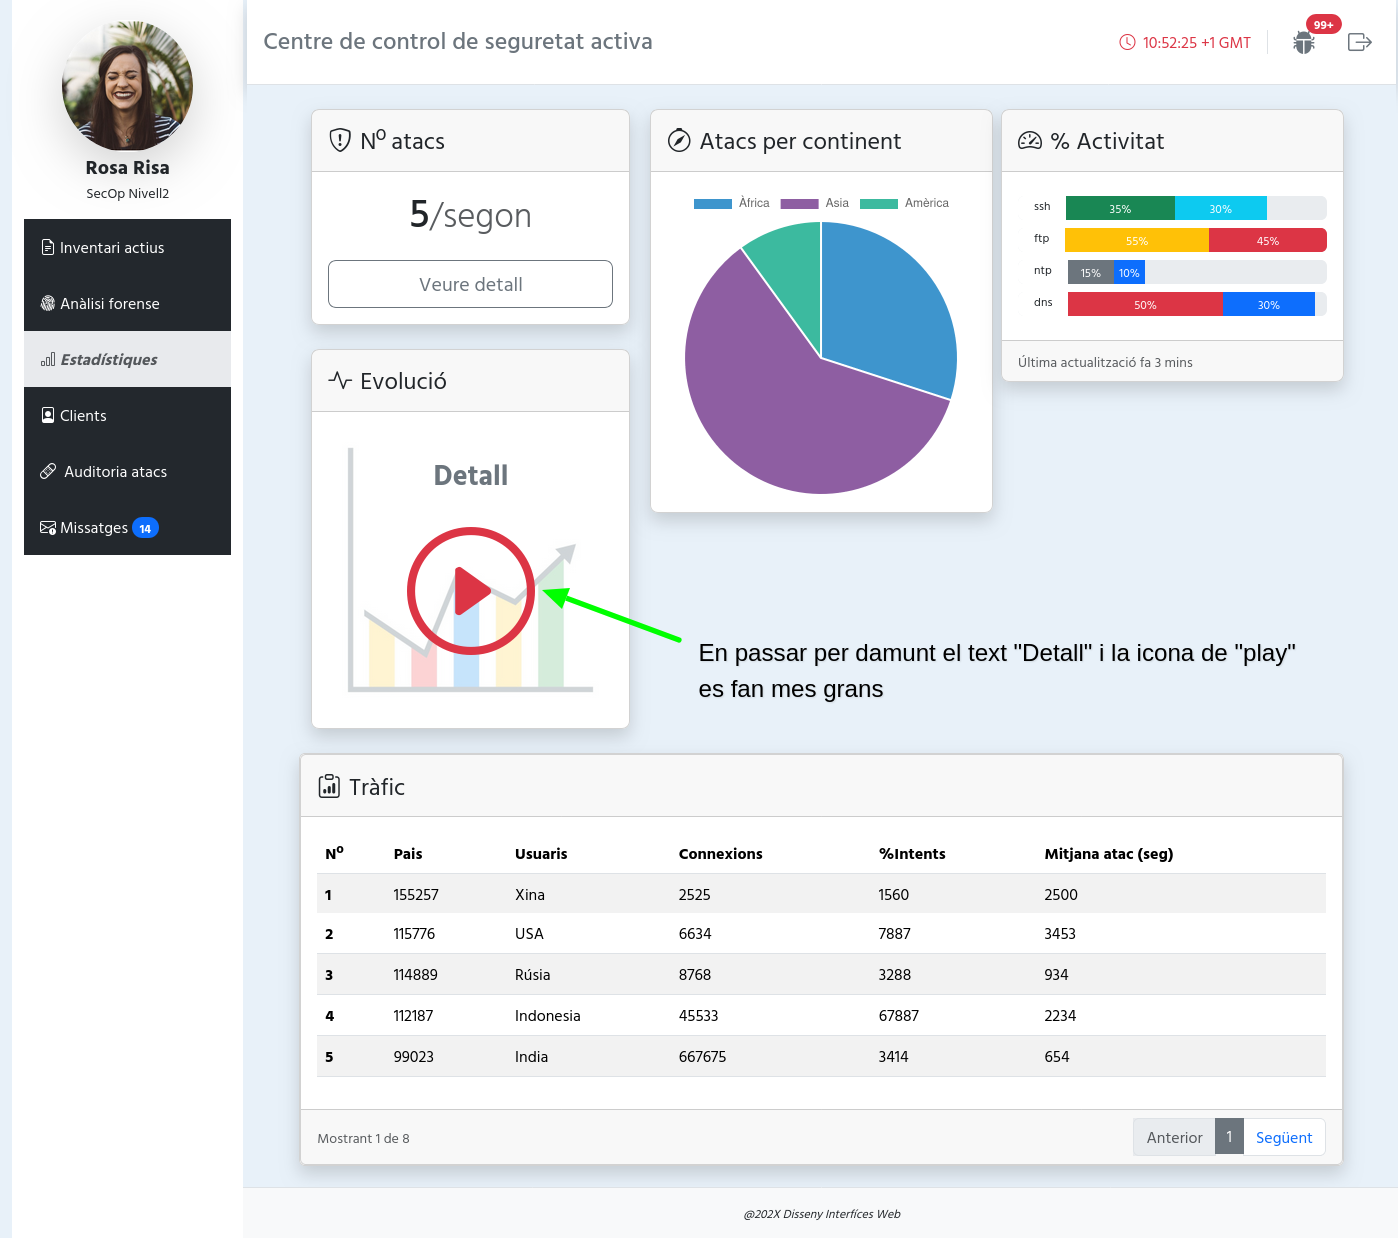 Rosa Risa
SecOp Nivell2
Inventari actius
Anàlisi forense
Estadístiques
Clients
Auditoria atacs
Missatges 14
Centre de control de seguretat activa
10:52:25 +1 GMT
99+
Nº atacs
5/segon
Veure detall
Evolució
Detall
Atacs per continent
Àfrica Asia Amèrica
% Activitat
ssh 35% 30%
ftp 55% 45%
ntp 15% 10%
dns 50% 30%
Última actualització fa 3 mins
En passar per damunt el text "Detall" i la icona de "play"
es fan mes grans
Tràfic
Nº Pais Usuaris Connexions %Intents Mitjana atac (seg)
1 155257 Xina 2525 1560 2500
2 115776 USA 6634 7887 3453
3 114889 Rúsia 8768 3288 934
4 112187 Indonesia 45533 67887 2234
5 99023 India 667675 3414 654
Mostrant 1 de 8
Anterior 1 Següent
@202X Disseny Interfíces Web